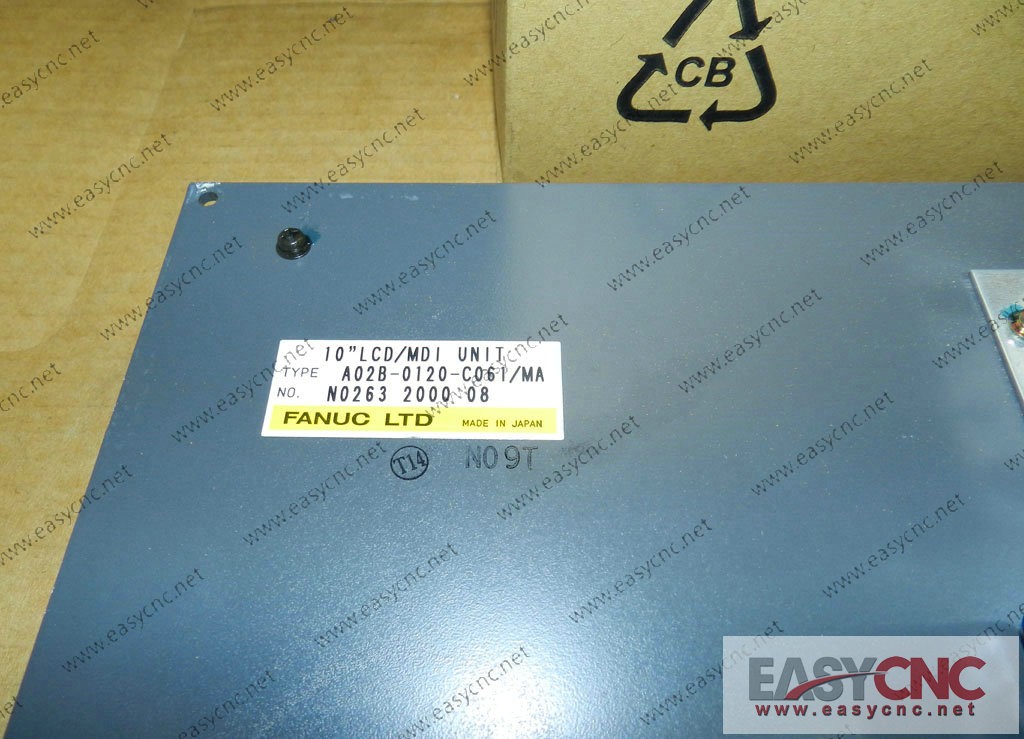 CB
10"LCD/MDI UNIT
TYPE A02B-0120-C061/MA
NO. N0263 2000-08
FANUC LTD MADE IN JAPAN
T14 N09T
EASYCNC
www.easycnc.net